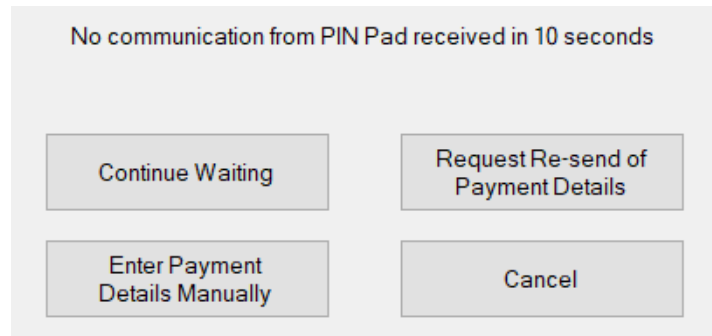 No communication from PIN Pad received in 10 seconds
Continue Waiting
Request Re-send of
Payment Details
Enter Payment
Details Manually
Cancel